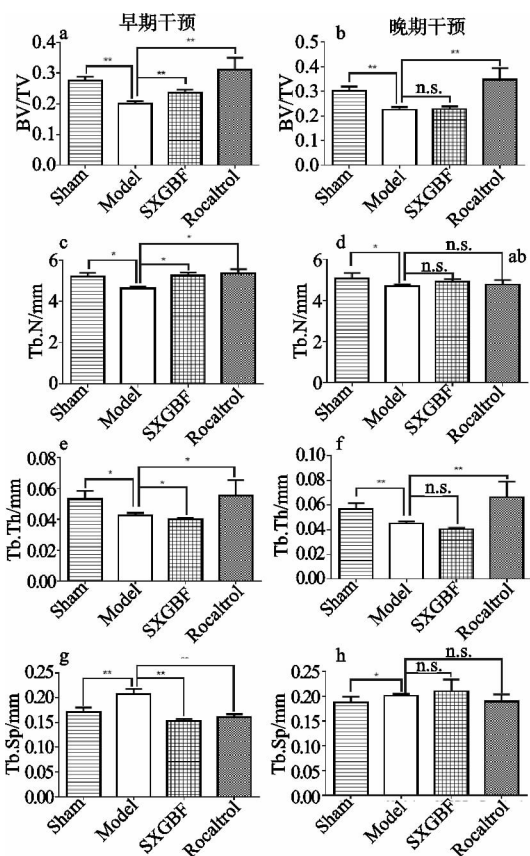 早期干预
晚期干预
a
BV/TV
0.4
0.3
0.2
0.1
0.0
**
**
**
Sham
Model
SXGBF
Rocaltrol
b
BV/TV
0.5
0.4
0.3
0.2
0.1
0.0
**
**
n.s.
Sham
Model
SXGBF
Rocaltrol
c
Tb.N/mm
6
4
2
0
*
*
*
Sham
Model
SXGBF
Rocaltrol
d
Tb.N/mm
6
4
2
0
*
n.s.
n.s.
ab
Sham
Model
SXGBF
Rocaltrol
e
Tb.Th/mm
0.08
0.06
0.04
0.02
0.00
*
*
*
Sham
Model
SXGBF
Rocaltrol
f
Tb.Th/mm
0.10
0.08
0.06
0.04
0.02
0.00
**
**
n.s.
Sham
Model
SXGBF
Rocaltrol
g
Tb.Sp/mm
0.25
0.20
0.15
0.10
0.05
0.00
**
**
Sham
Model
SXGBF
Rocaltrol
h
Tb.Sp/mm
0.25
0.20
0.15
0.10
0.05
0.00
*
n.s.
n.s.
Sham
Model
SXGBF
Rocaltrol